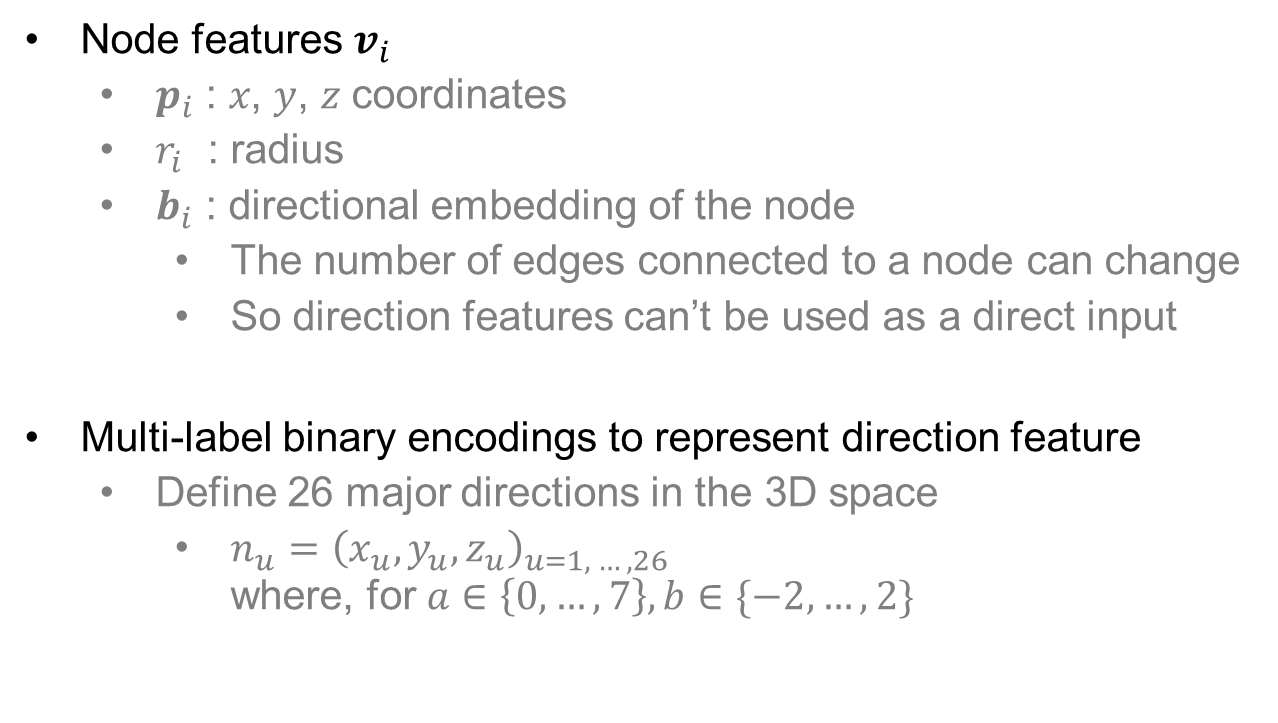 • Node features 𝒗ᵢ
• 𝒑ᵢ : 𝑥, 𝑦, 𝑧 coordinates
• 𝑟ᵢ : radius
• 𝒃ᵢ : directional embedding of the node
• The number of edges connected to a node can change
• So direction features can’t be used as a direct input
• Multi-label binary encodings to represent direction feature
• Define 26 major directions in the 3D space
• 𝑛ᵤ = (𝑥ᵤ, 𝑦ᵤ, 𝑧ᵤ)ᵤ₌₁, … ,₂₆
where, for 𝑎 ∈ {0, … , 7}, 𝑏 ∈ {−2, … , 2}